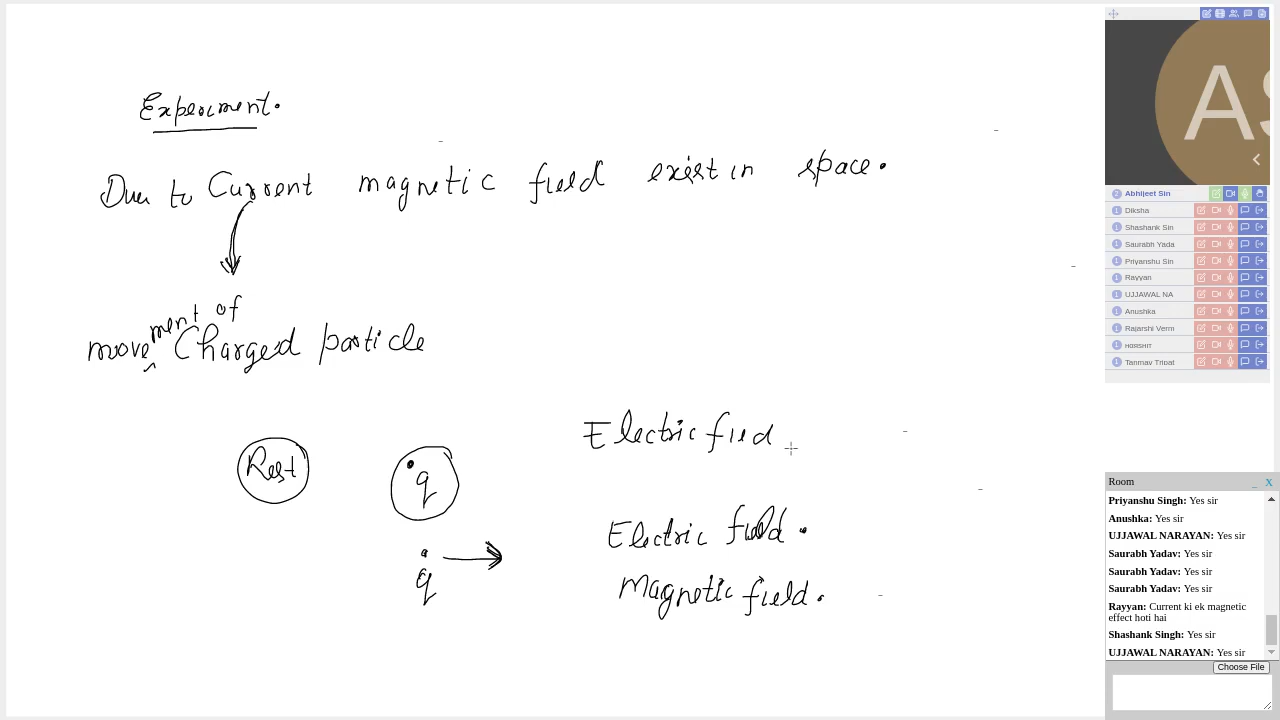 Experiment.
Due to Current magnetic field exist in space.
movement of
Charged particle
Rest
q
Electric fied
q
Electric field.
Magnetic field.
AS
Abhijeet Sin
Diksha
Shashank Sin
Saurabh Yada
Priyanshu Sin
Rayyan
UJJAWAL NA
Anushka
Rajarshi Verm
HARSHIT
Tanmay Tripat
Room
_ X
Priyanshu Singh: Yes sir
Anushka: Yes sir
UJJAWAL NARAYAN: Yes sir
Saurabh Yadav: Yes sir
Saurabh Yadav: Yes sir
Saurabh Yadav: Yes sir
Rayyan: Current ki ek magnetic
effect hoti hai
Shashank Singh: Yes sir
UJJAWAL NARAYAN: Yes sir
Choose File